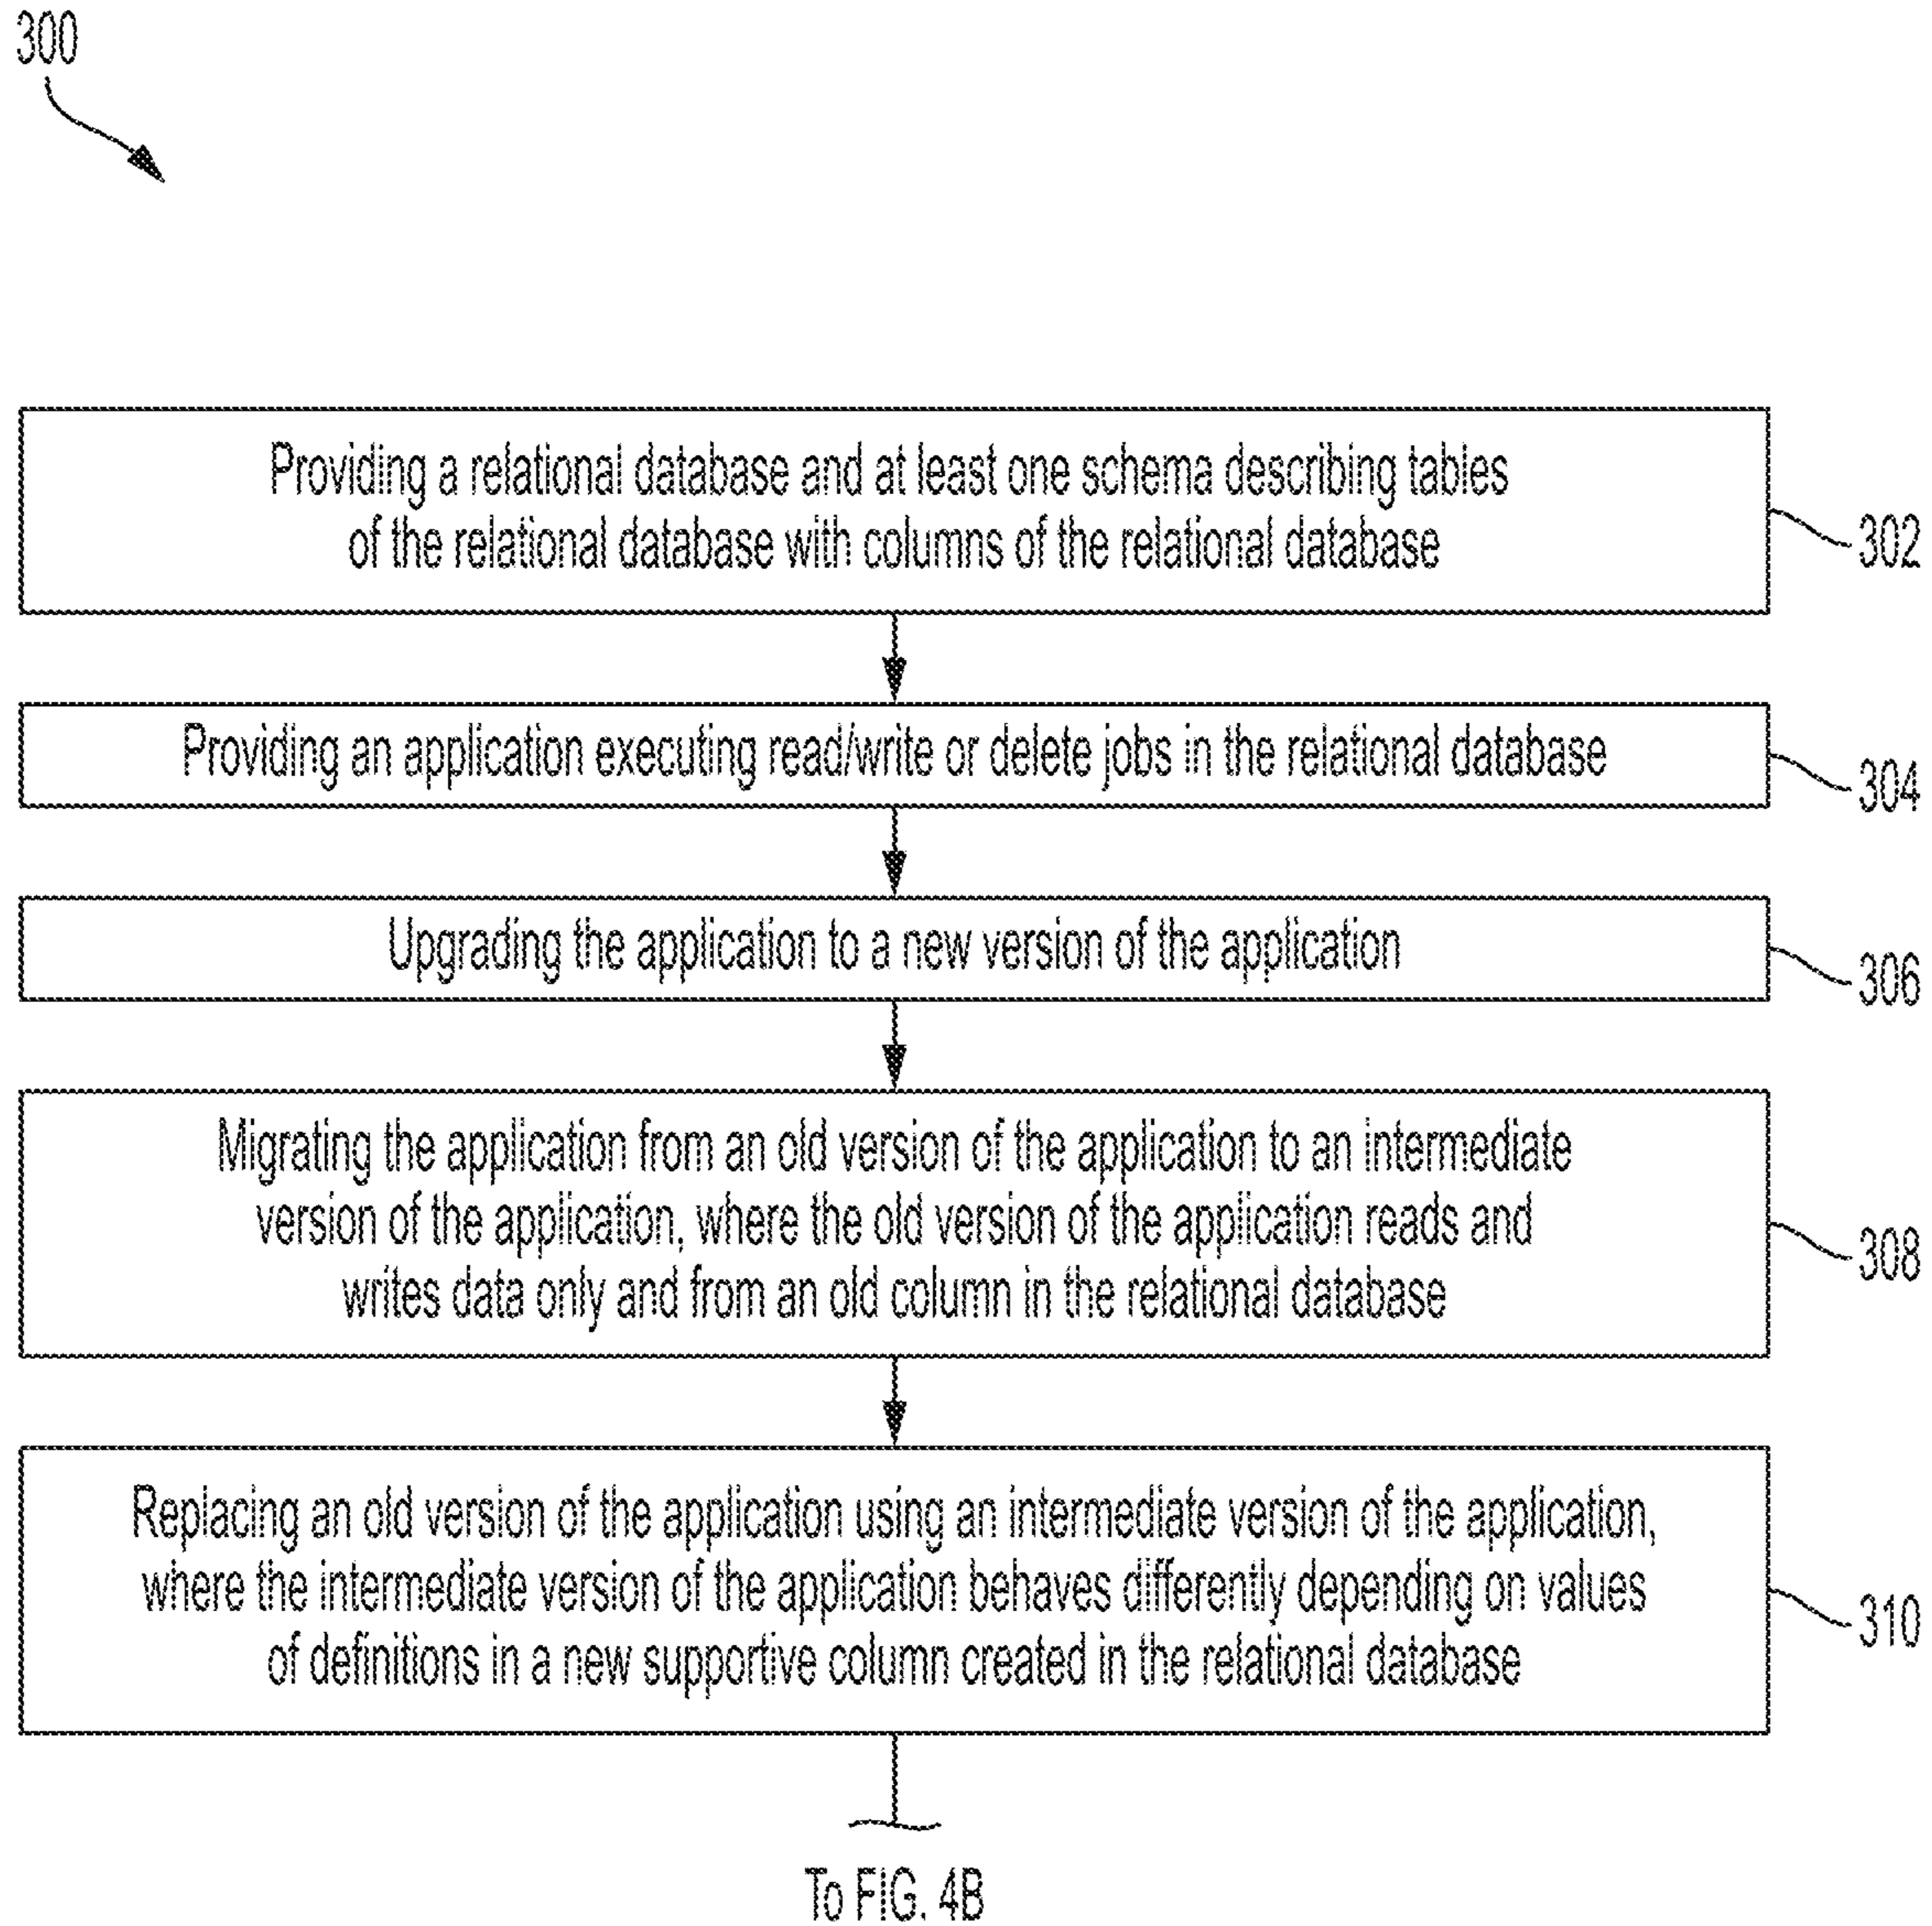 300
Providing a relational database and at least one schema describing tables
of the relational database with columns of the relational database
302
Providing an application executing read/write or delete jobs in the relational database
304
Upgrading the application to a new version of the application
306
Migrating the application from an old version of the application to an intermediate
version of the application, where the old version of the application reads and
writes data only and from an old column in the relational database
308
Replacing an old version of the application using an intermediate version of the application,
where the intermediate version of the application behaves differently depending on values
of definitions in a new supportive column created in the relational database
310
To FIG. 4B